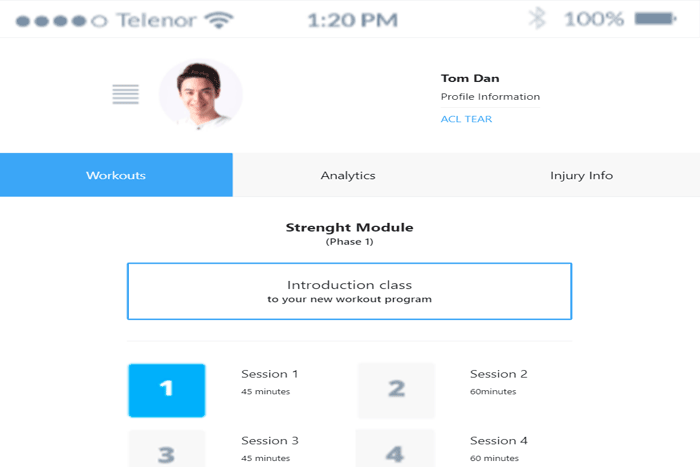 Telenor 1:20 PM 100%
Tom Dan
Profile Information
ACL TEAR
Workouts Analytics Injury Info
Strenght Module
(Phase 1)
Introduction class
to your new workout program
1 Session 1 2 Session 2
45 minutes 60minutes
3 Session 3 4 Session 4
45 minutes 60 minutes